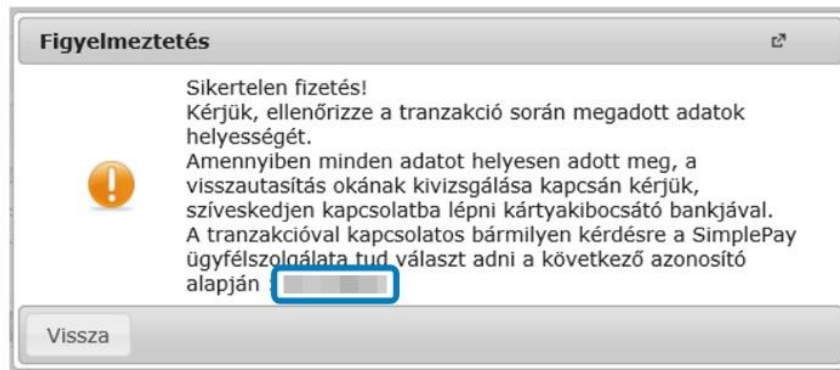 Figyelmeztetés
Sikertelen fizetés!
Kérjük, ellenőrizze a tranzakció során megadott adatok
helyességét.
Amennyiben minden adatot helyesen adott meg, a
visszautasítás okának kivizsgálása kapcsán kérjük,
szíveskedjen kapcsolatba lépni kártyakibocsátó bankjával.
A tranzakcióval kapcsolatos bármilyen kérdésre a SimplePay
ügyfélszolgálata tud választ adni a következő azonosító
alapján :
Vissza